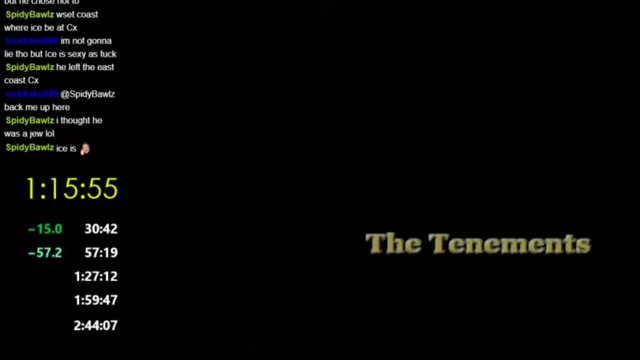 but he chose not to
SpidyBawlz wset coast
where ice be at Cx
im not gonna
lie tho but Ice is sexy as fuck
SpidyBawlz he left the east
coast Cx
@SpidyBawlz
back me up here
SpidyBawlz i thought he
was a jew lol
SpidyBawlz ice is
1:15:55
-15.0 30:42
-57.2 57:19
1:27:12
1:59:47
2:44:07
The Tenements